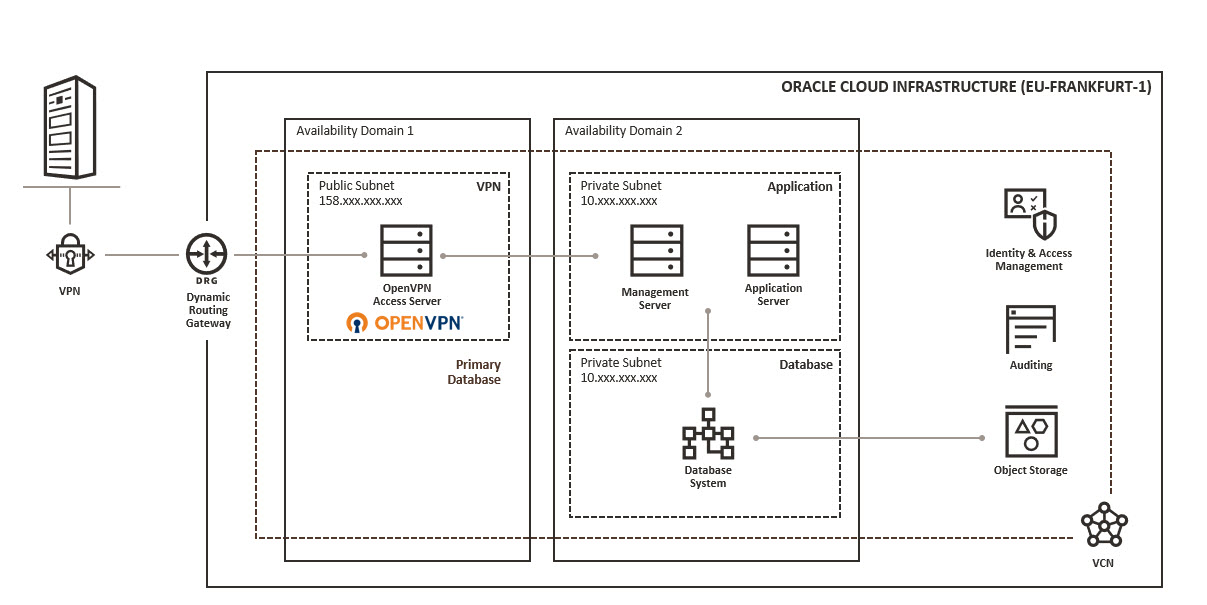 ORACLE CLOUD INFRASTRUCTURE (EU-FRANKFURT-1)
Availability Domain 1
Availability Domain 2
Public Subnet
158.xxx.xxx.xxx
VPN
Private Subnet
10.xxx.xxx.xxx
Application
VPN
DRG
Dynamic
Routing
Gateway
OpenVPN
Access Server
OPENVPN
Management
Server
Application
Server
Identity & Access
Management
Primary
Database
Private Subnet
10.xxx.xxx.xxx
Database
Auditing
Database
System
Object Storage
VCN